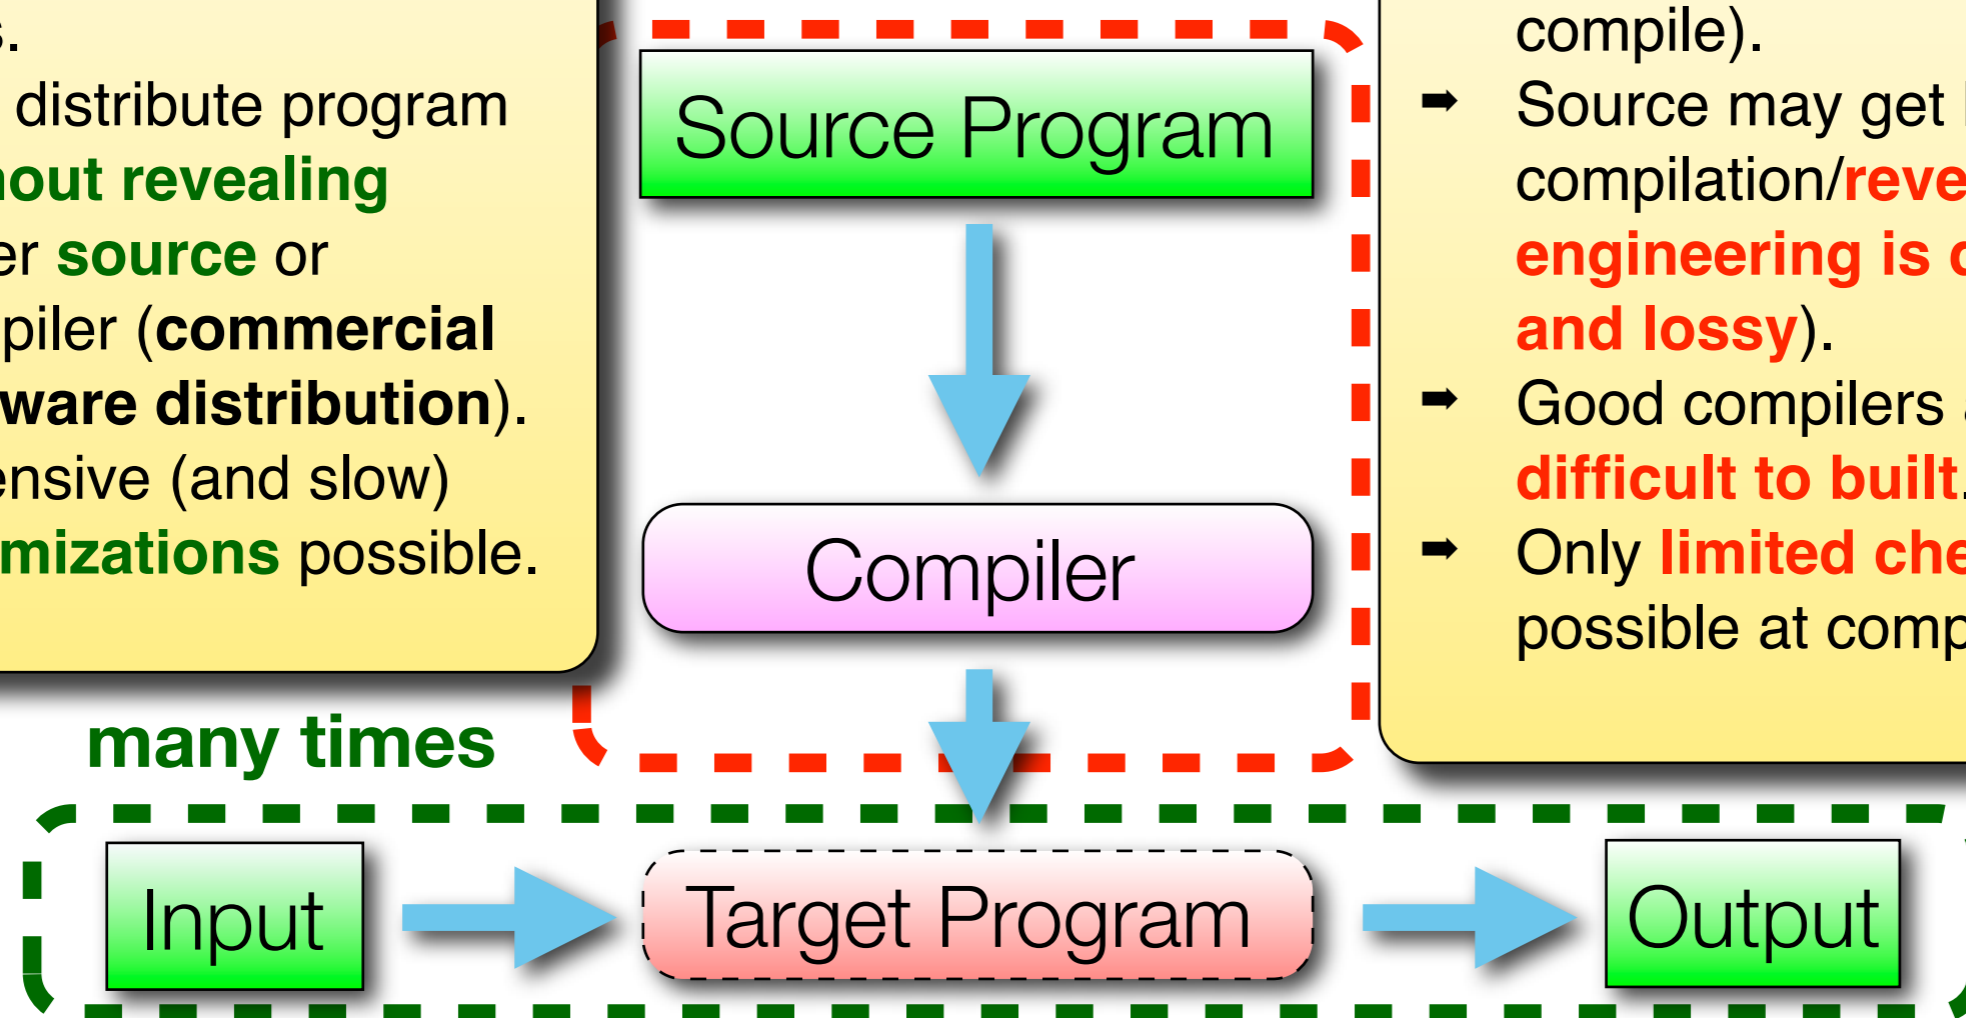 s.
distribute program
out revealing
er source or
piler (commercial
ware distribution).
ensive (and slow)
mizations possible.
many times
Source Program
Compiler
Input
Target Program
Output
compile).
➡ Source may get
compilation/reve
engineering is
and lossy).
➡ Good compilers
difficult to built.
➡ Only limited che
possible at comp